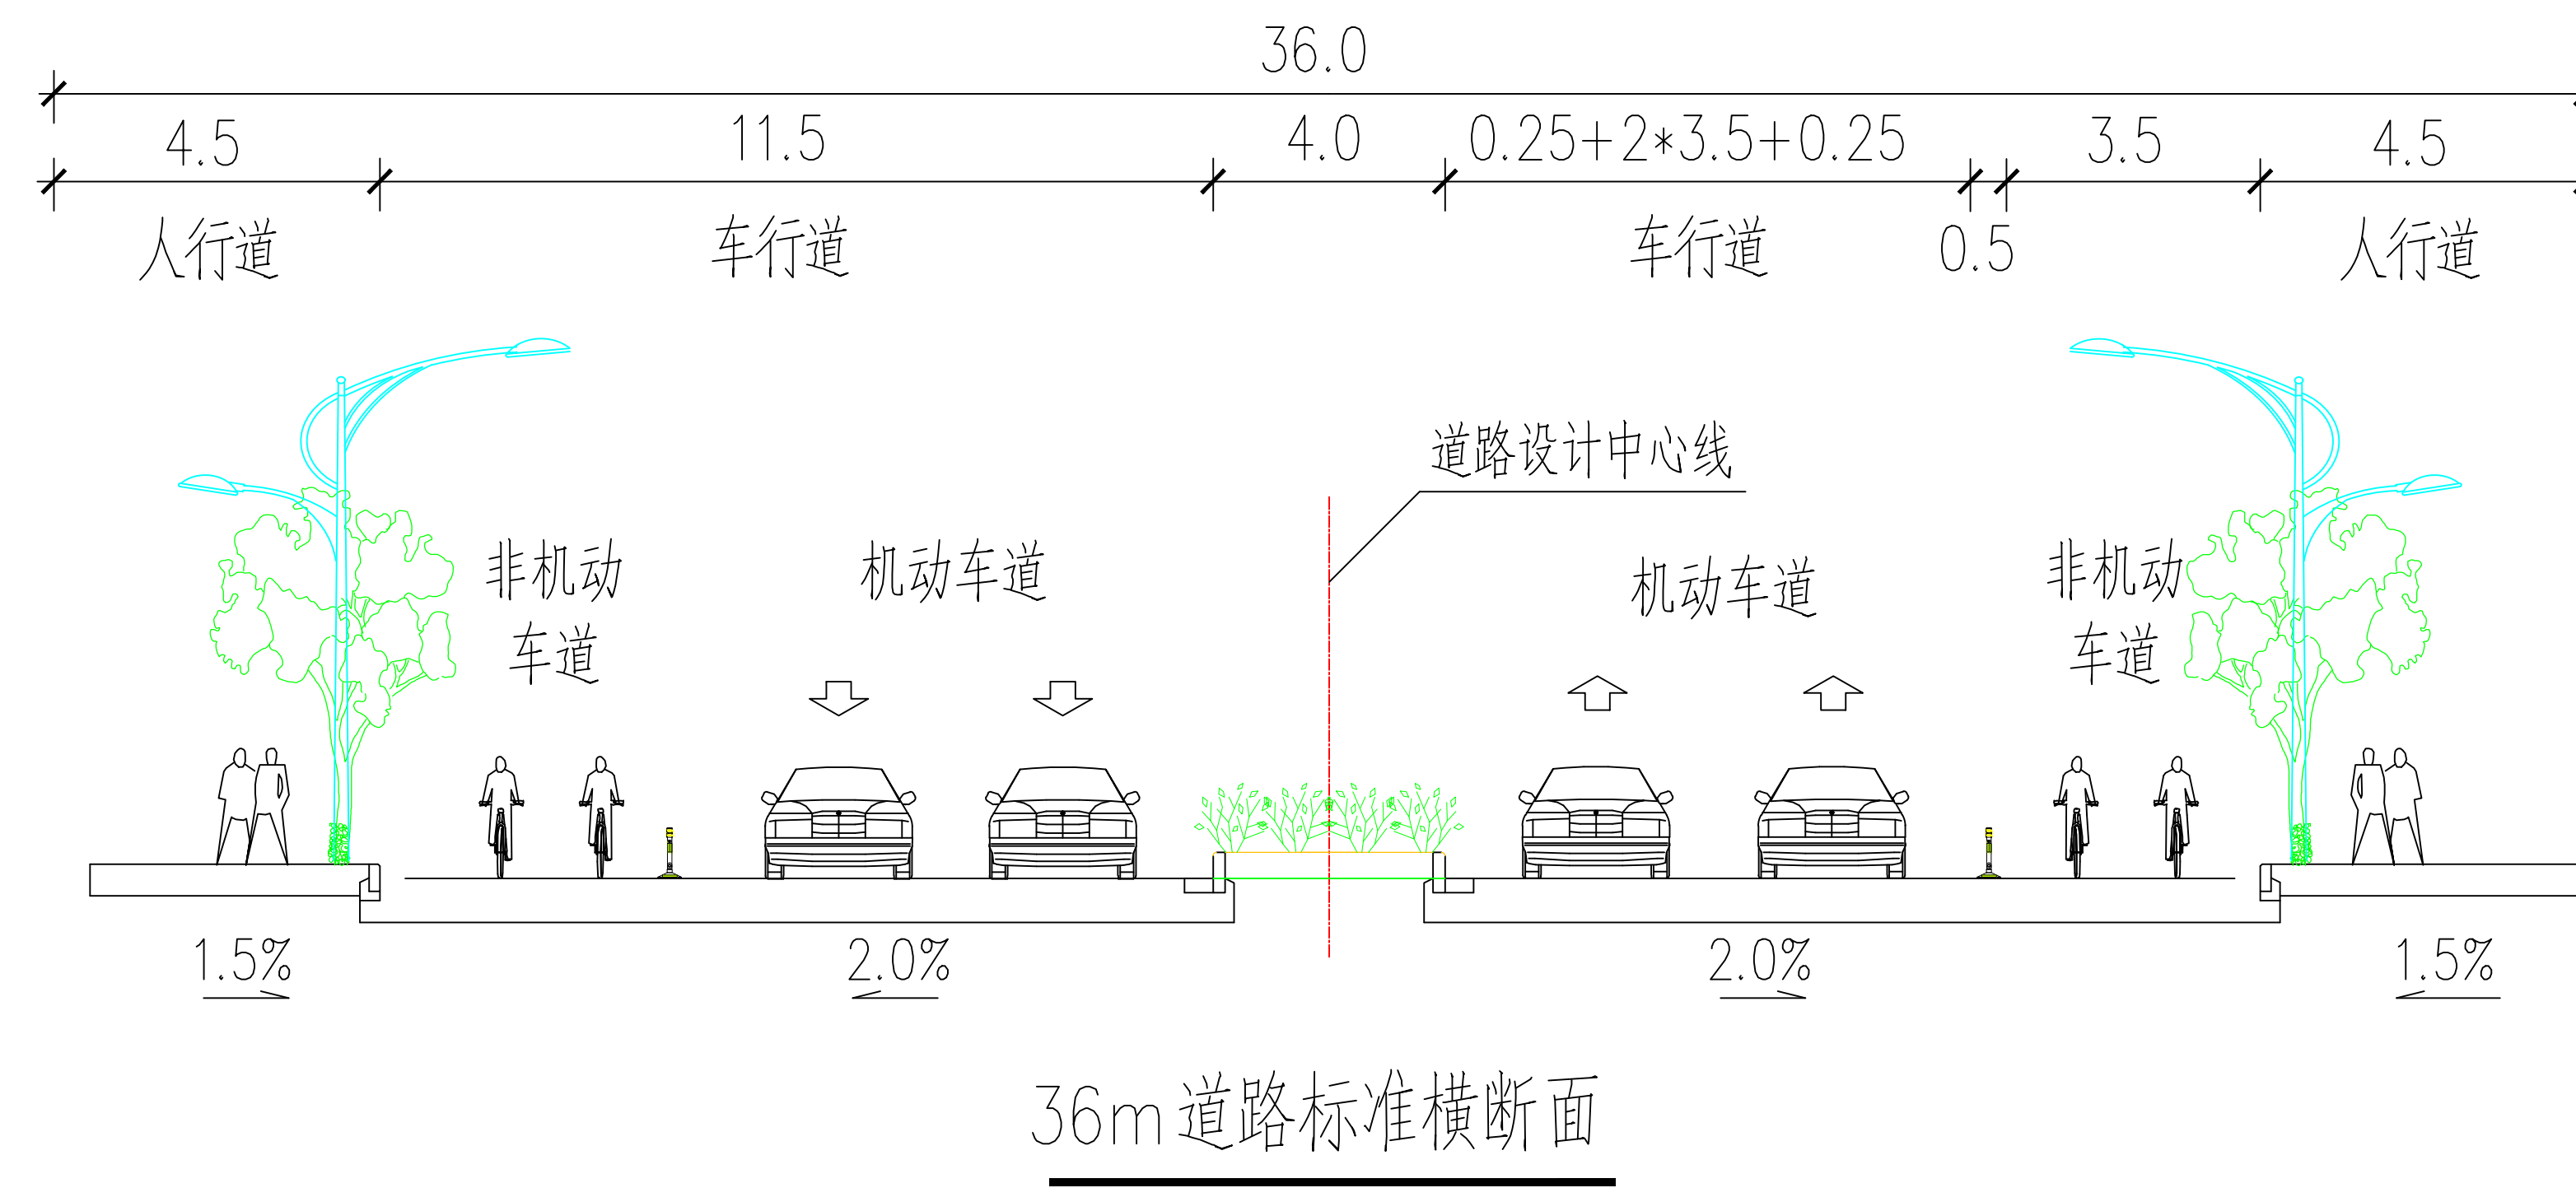 36.0
4.5 11.5 4.0 0.25+2*3.5+0.25 3.5 4.5
人行道 车行道 车行道 0.5 人行道
道路设计中心线
非机动 机动车道 机动车道 非机动
车道 车道
1.5% 2.0% 2.0% 1.5%
36m道路标准横断面